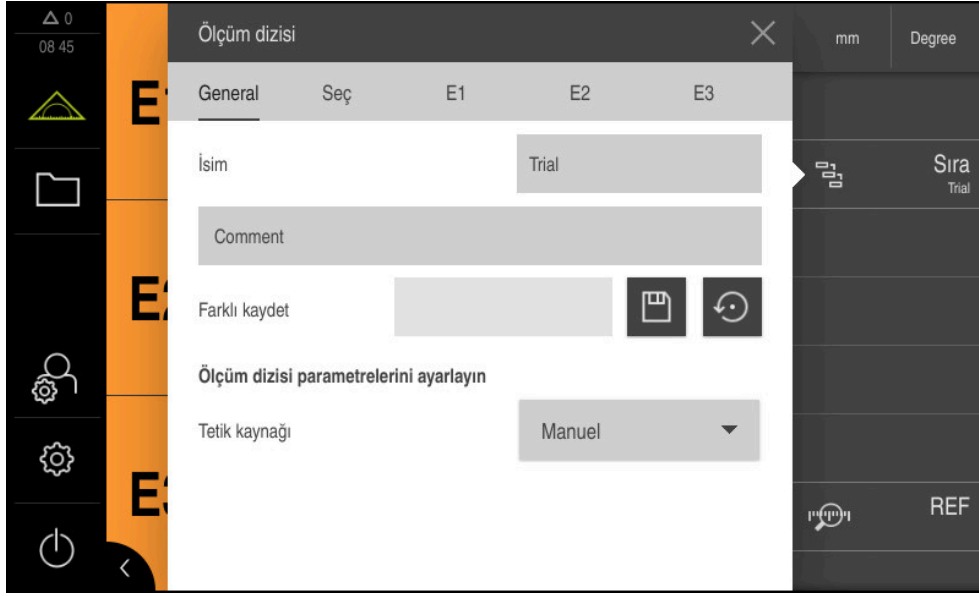 0
08 45
Ölçüm dizisi
mm
Degree
General
Seç
E1
E2
E3
İsim
Trial
Sıra
Trial
Comment
Farklı kaydet
Ölçüm dizisi parametrelerini ayarlayın
Tetik kaynağı
Manuel
REF